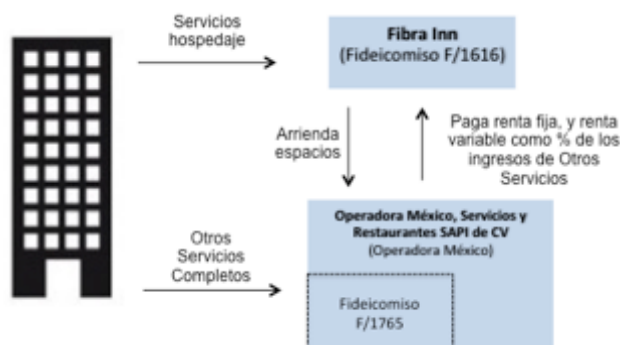 Servicios
hospedaje
Fibra Inn
(Fideicomiso F/1616)
Arrienda
espacios
Paga renta fija, y renta
variable como % de los
ingresos de Otros
Servicios
Otros
Servicios
Completos
Operadora México, Servicios y
Restaurantes SAPI de CV
(Operadora México)
Fideicomiso
F/1765